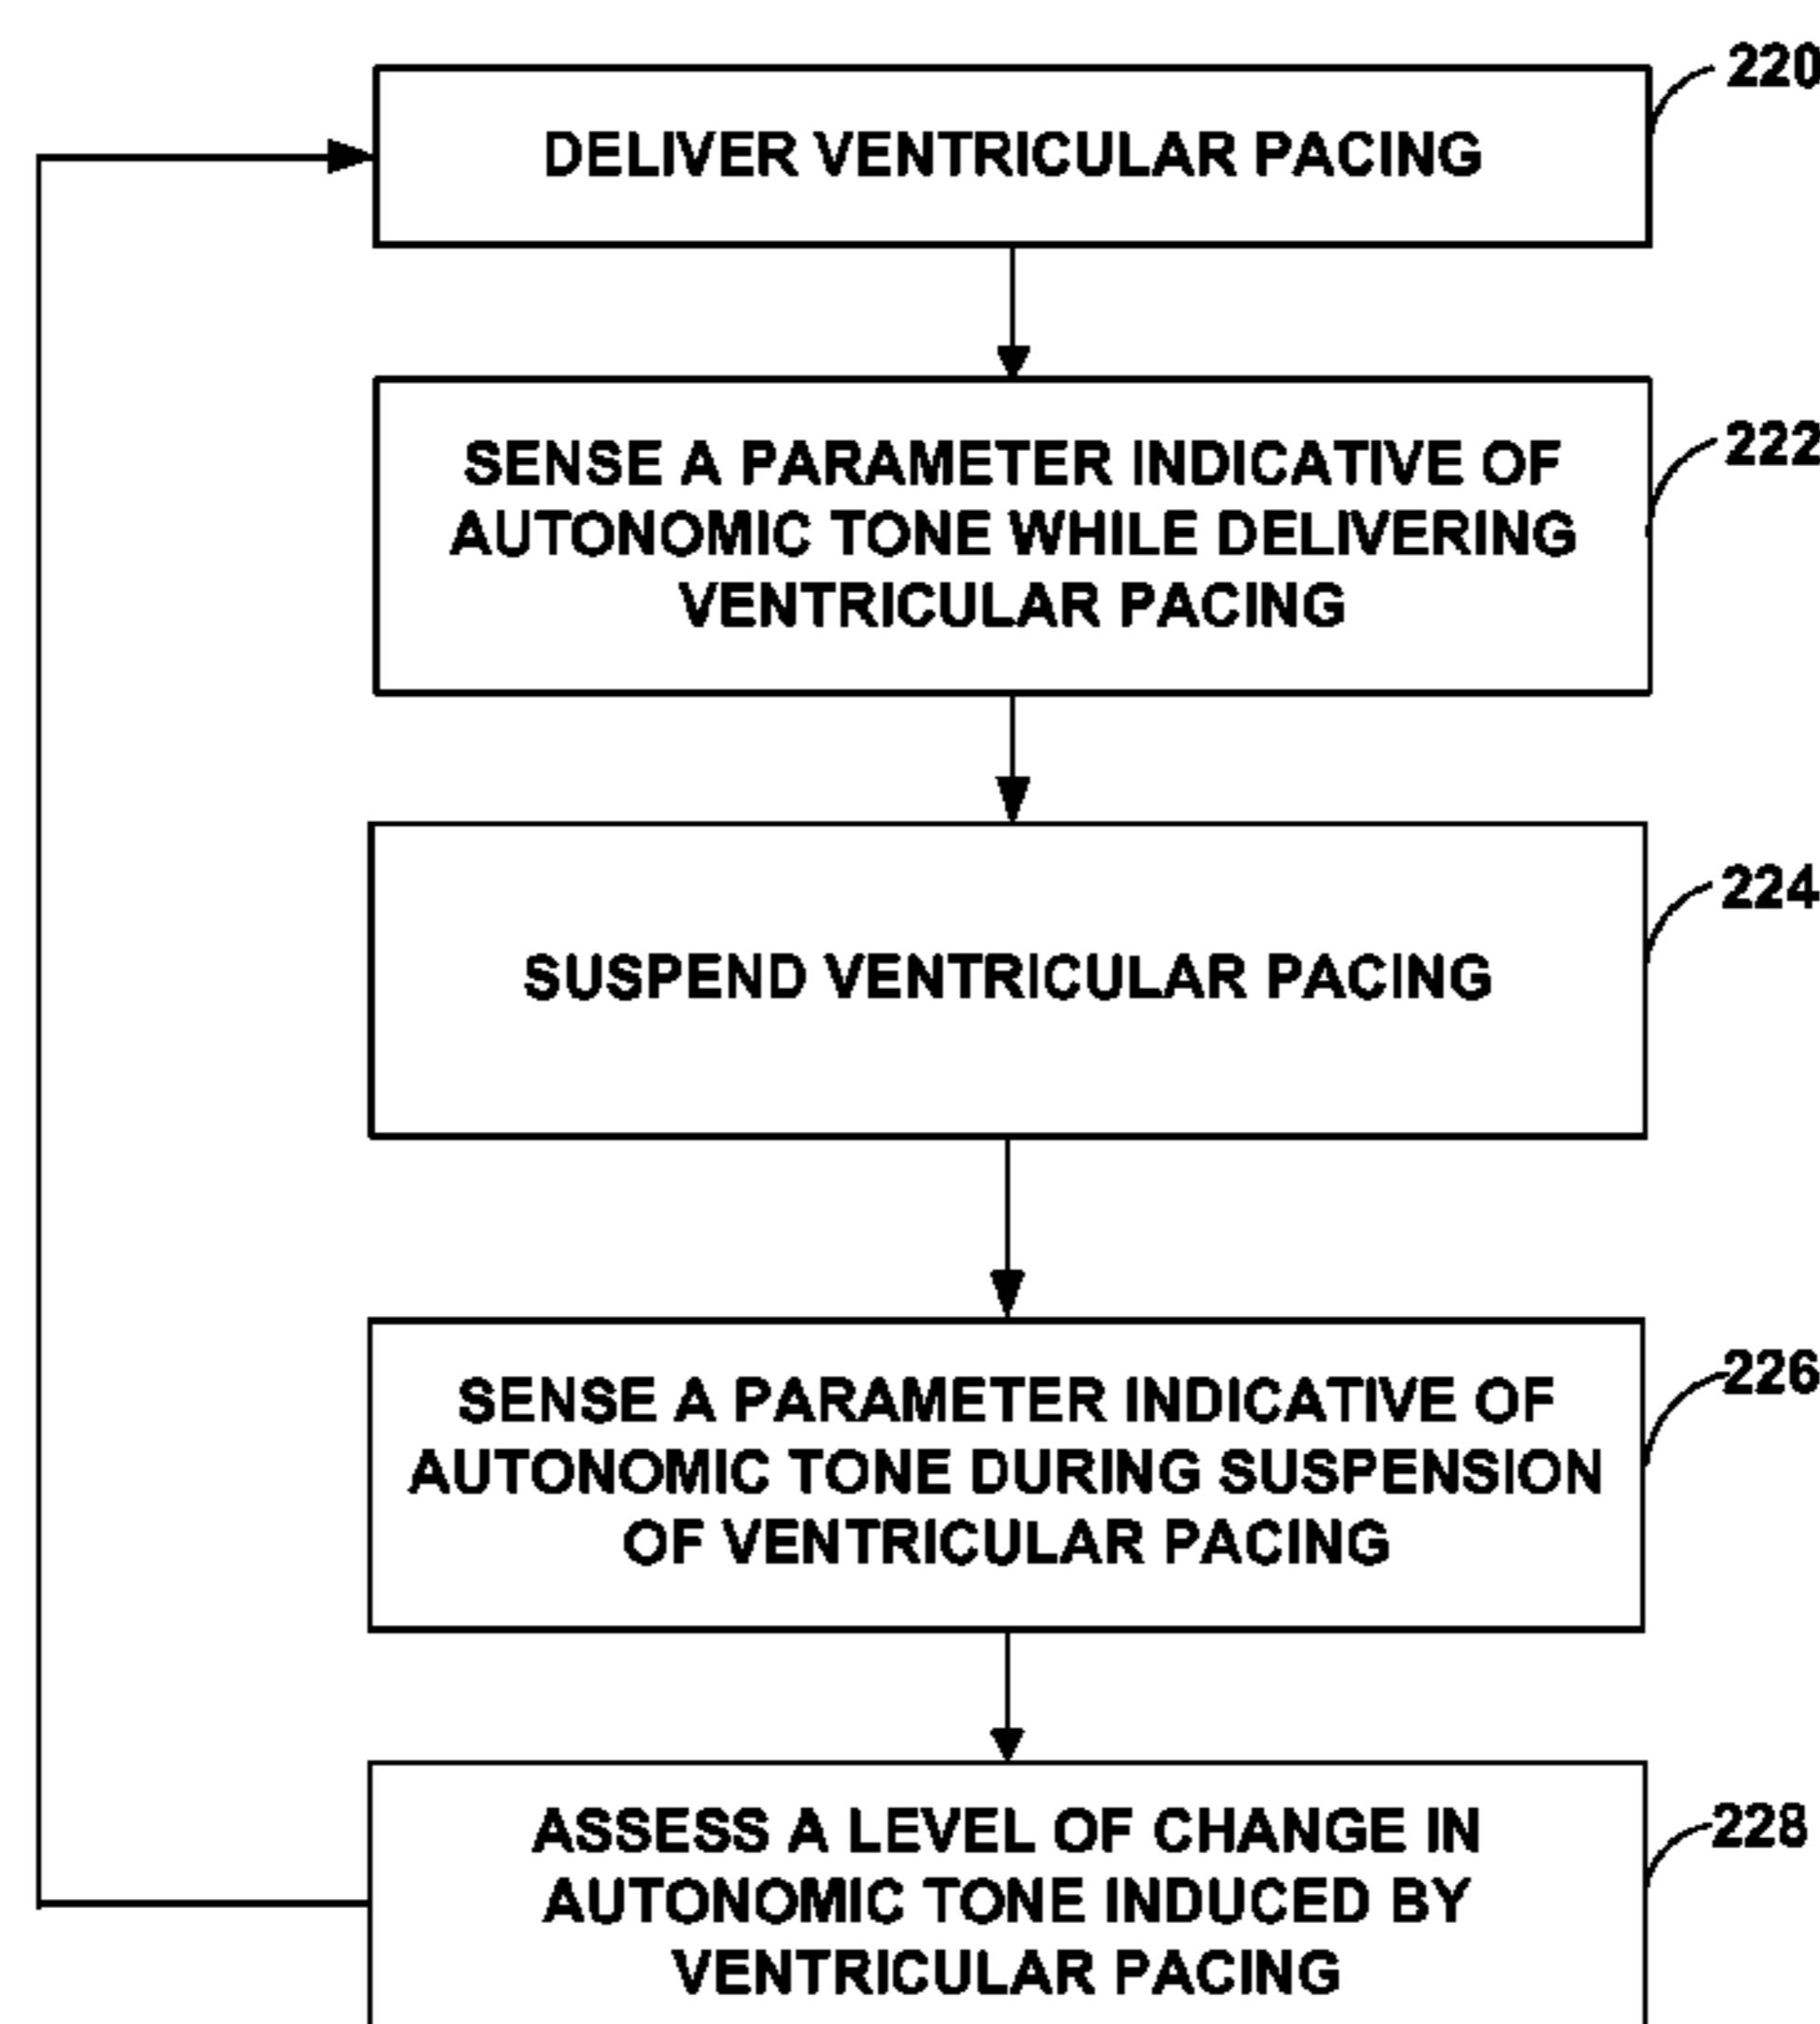 220
DELIVER VENTRICULAR PACING
222
SENSE A PARAMETER INDICATIVE OF
AUTONOMIC TONE WHILE DELIVERING
VENTRICULAR PACING
224
SUSPEND VENTRICULAR PACING
226
SENSE A PARAMETER INDICATIVE OF
AUTONOMIC TONE DURING SUSPENSION
OF VENTRICULAR PACING
228
ASSESS A LEVEL OF CHANGE IN
AUTONOMIC TONE INDUCED BY
VENTRICULAR PACING